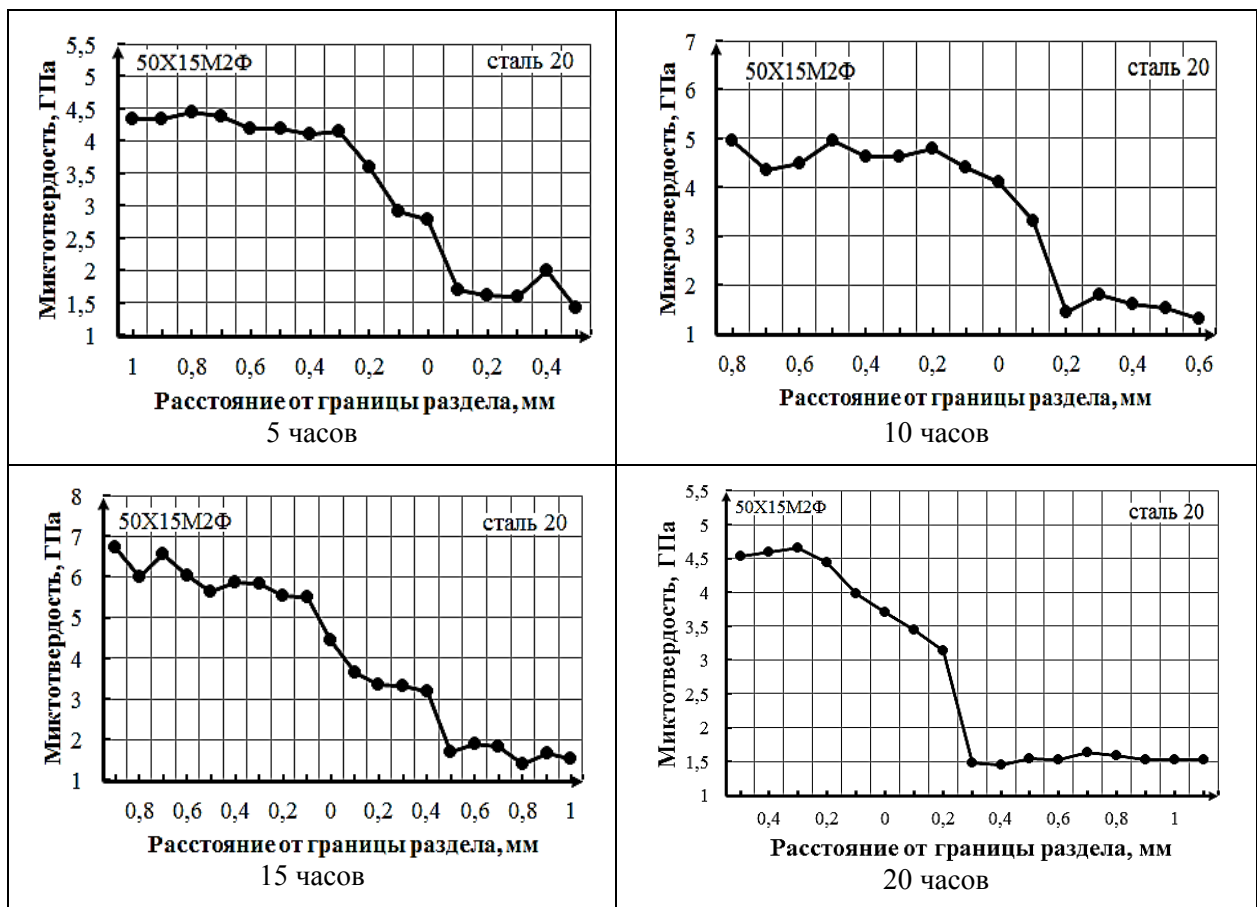 Миктотвердость, ГПа
5,5
5
4,5
4
3,5
3
2,5
2
1,5
1
50Х15М2Ф
сталь 20
1 0,8 0,6 0,4 0,2 0 0,2 0,4
Расстояние от границы раздела, мм
5 часов
Микротвердость, ГПа
7
6
5
4
3
2
1
50Х15М2Ф
сталь 20
0,8 0,6 0,4 0,2 0 0,2 0,4 0,6
Расстояние от границы раздела, мм
10 часов
Миктотвердость, ГПа
8
7
6
5
4
3
2
1
50Х15М2Ф
сталь 20
0,8 0,6 0,4 0,2 0 0,2 0,4 0,6 0,8 1
Расстояние от границы раздела, мм
15 часов
Миктотвердость, ГПа
5,5
5
4,5
4
3,5
3
2,5
2
1,5
1
50Х15М2Ф
сталь 20
0,4 0,2 0 0,2 0,4 0,6 0,8 1
Расстояние от границы раздела, мм
20 часов